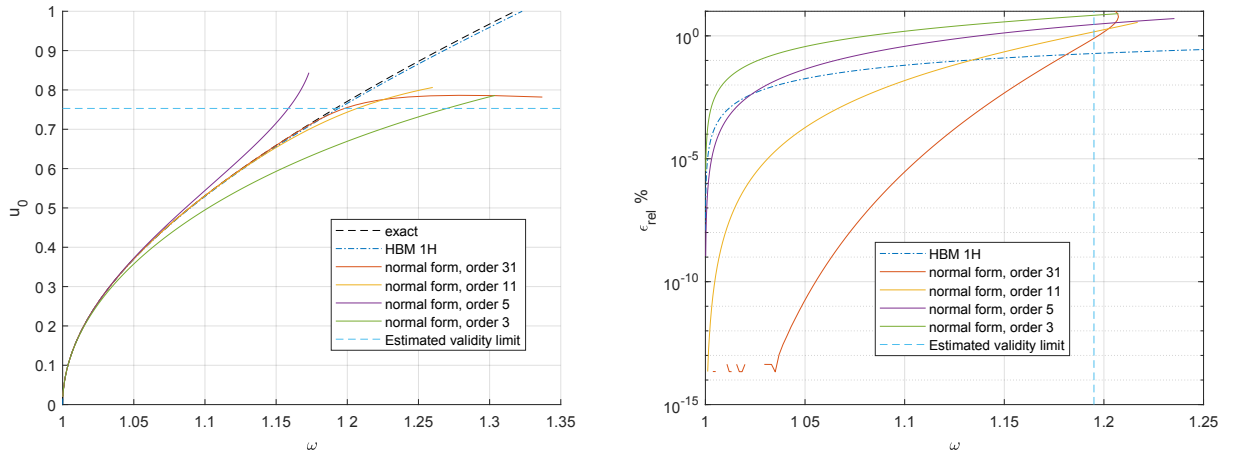 0 1
0.9
0.8
0.7
0.6
0.5
0.4
0 3
0 2
0.1
0
u0
1
1.05
1.1
1.15
1 2
1.25
1.3
1.35
ω
exact
HBM 1H
normal form, order 31
normal form, order 11
normal form, order 5
normal form, order 3
Estimated validity limit
10^0
10^-5
10^-10
10^-15
ϵrel %
1
1 05
1.1
1.15
1.2
1.25
ω
HBM 1H
normal form, order 31
normal form, order 11
normal form, order 5
normal form, order 3
Estimated validity limit